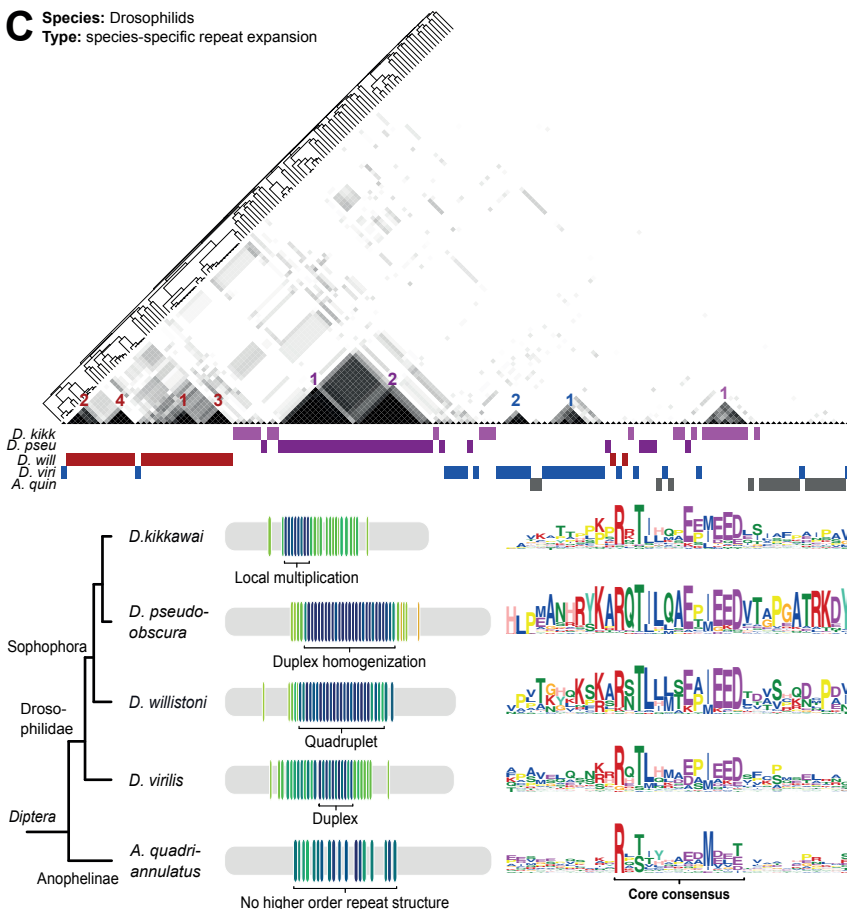 C Species: Drosophilids
Type: species-specific repeat expansion
2 4 1 3 1 2 2 1 1
D. kikk
D. pseu
D. will
D. viri
A. quin
D.kikkawai
Local multiplication
D. pseudo-
obscura
Duplex homogenization
Sophophora
D. willistoni
Quadruplet
Droso-
philidae
D. virilis
Duplex
Diptera
A. quadri-
annulatus
Anophelinae
No higher order repeat structure
Core consensus